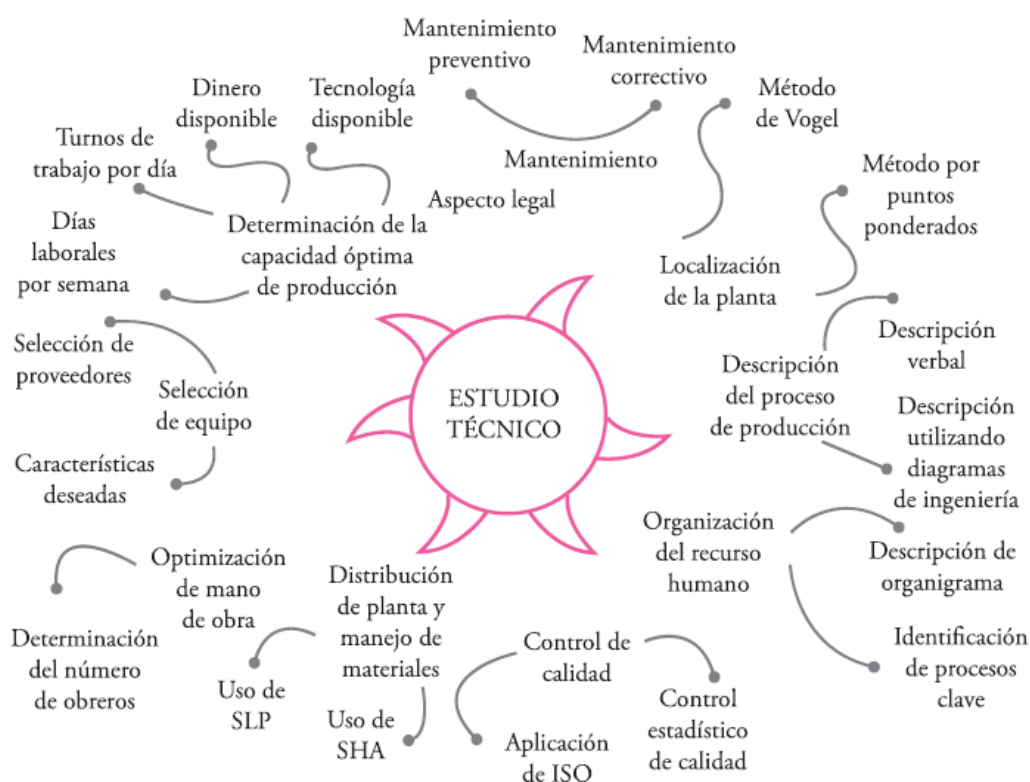 Mantenimiento
preventivo
Mantenimiento
correctivo
Mantenimiento
Dinero
disponible
Tecnología
disponible
Método
de Vogel
Turnos de
trabajo por día
Método por
puntos
ponderados
Aspecto legal
Determinación de la
capacidad óptima
de producción
Días
laborales
por semana
Localización
de la planta
Selección de
proveedores
Selección
de equipo
Características
deseadas
ESTUDIO
TÉCNICO
Descripción
del proceso
de producción
Descripción
verbal
Descripción
utilizando
diagramas
de ingeniería
Organización
del recurso
humano
Descripción de
organigrama
Identificación
de procesos
clave
Optimización
de mano
de obra
Determinación
del número
de obreros
Distribución
de planta y
manejo de
materiales
Uso de
SLP
Uso de
SHA
Control de
calidad
Aplicación
de ISO
Control
estadístico
de calidad